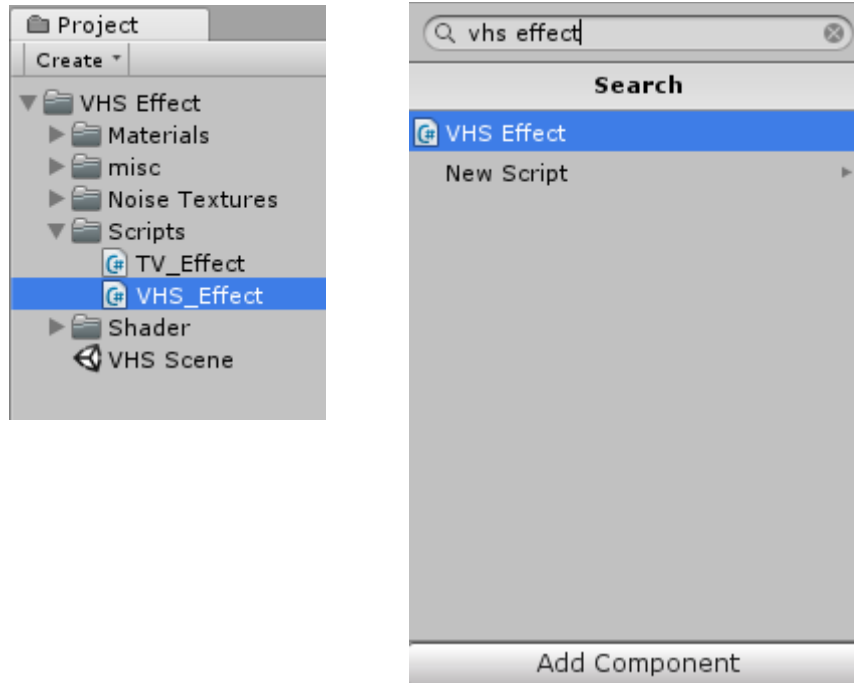 Project
Create
VHS Effect
Materials
misc
Noise Textures
Scripts
TV_Effect
VHS_Effect
Shader
VHS Scene
vhs effect
Search
VHS Effect
New Script
Add Component